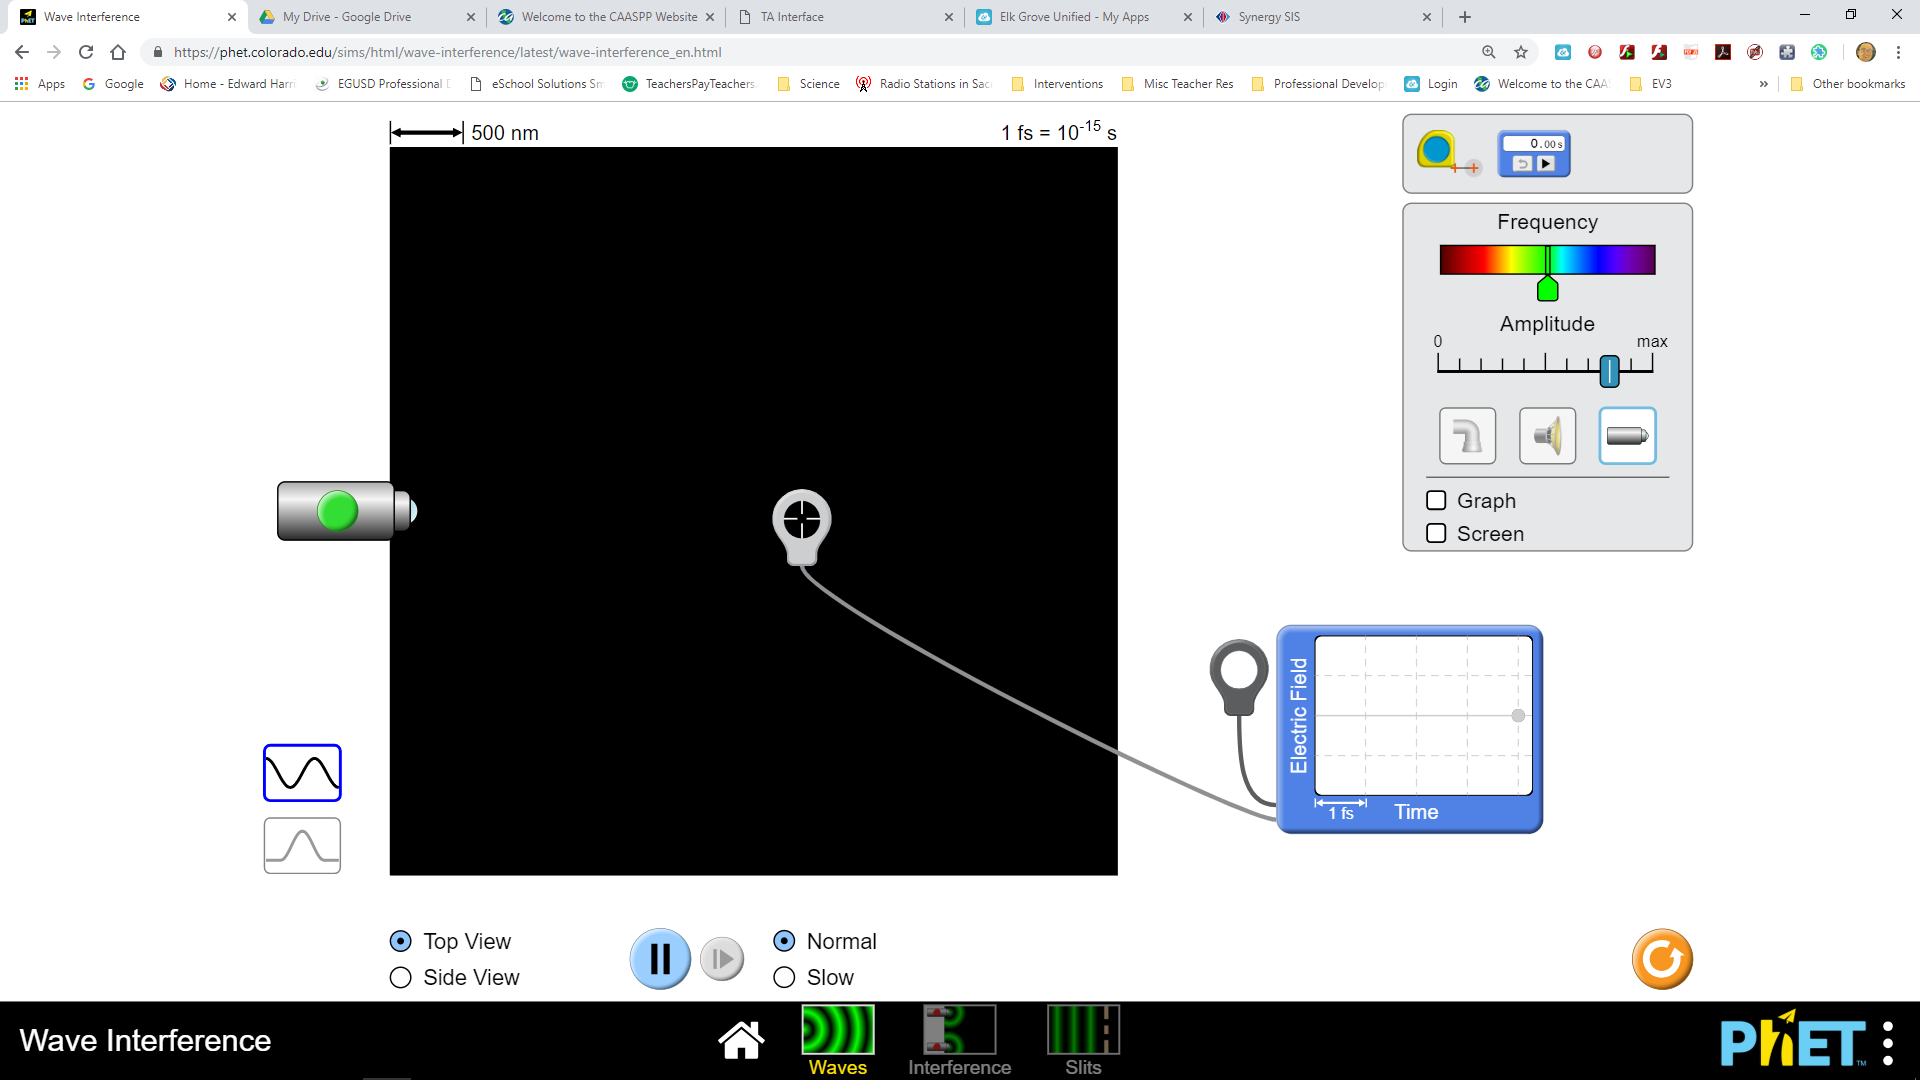 Wave Interference
My Drive - Google Drive
Welcome to the CAASPP Website
TA Interface
Elk Grove Unified - My Apps
Synergy SIS
https://phet.colorado.edu/sims/html/wave-interference/latest/wave-interference_en.html
Apps
Google
Home - Edward Harri
EGUSD Professional D
eSchool Solutions Sm
TeachersPayTeachers.
Science
Radio Stations in Sac
Interventions
Misc Teacher Res
Professional Develop
Login
Welcome to the CAA
EV3
»
Other bookmarks
500 nm
1 fs = 10⁻¹⁵ s
0.00 s
Frequency
Amplitude
0
max
Graph
Screen
Electric Field
1 fs
Time
Top View
Side View
Normal
Slow
Wave Interference
Waves
Interference
Slits
PhET
TM